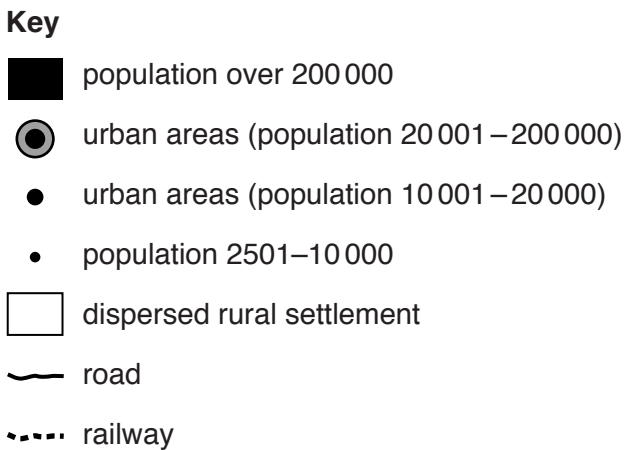 Key
population over 200 000
urban areas (population 20 001 – 200 000)
urban areas (population 10 001 – 20 000)
population 2501–10 000
dispersed rural settlement
road
railway